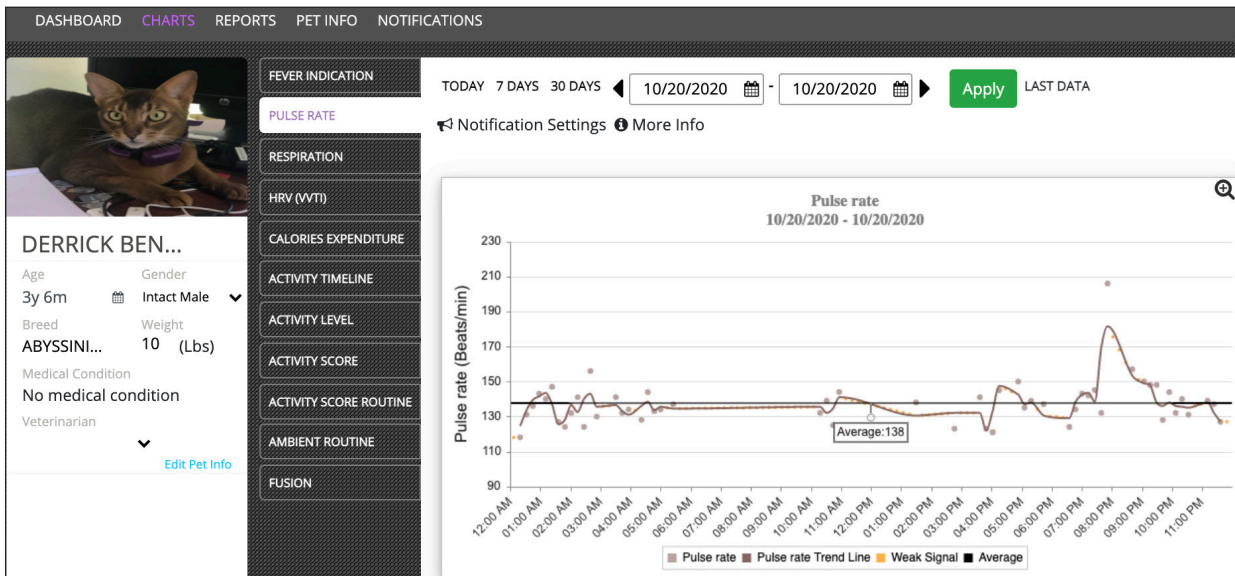 DASHBOARD CHARTS REPORTS PET INFO NOTIFICATIONS
DERRICK BEN...
Age Gender
3y 6m Intact Male
Breed Weight
ABYSSINI... 10 (Lbs)
Medical Condition
No medical condition
Veterinarian
Edit Pet Info
FEVER INDICATION
PULSE RATE
RESPIRATION
HRV (VVTI)
CALORIES EXPENDITURE
ACTIVITY TIMELINE
ACTIVITY LEVEL
ACTIVITY SCORE
ACTIVITY SCORE ROUTINE
AMBIENT ROUTINE
FUSION
TODAY 7 DAYS 30 DAYS 10/20/2020 - 10/20/2020 Apply LAST DATA
Notification Settings More Info
Pulse rate
10/20/2020 - 10/20/2020
Pulse rate (Beats/min)
230
210
190
170
150
130
110
90
Average:138
12:00 AM 01:00 AM 02:00 AM 03:00 AM 04:00 AM 05:00 AM 06:00 AM 07:00 AM 08:00 AM 09:00 AM 10:00 AM 11:00 AM 12:00 PM 01:00 PM 02:00 PM 03:00 PM 04:00 PM 05:00 PM 06:00 PM 07:00 PM 08:00 PM 09:00 PM 10:00 PM 11:00 PM
Pulse rate Pulse rate Trend Line Weak Signal Average